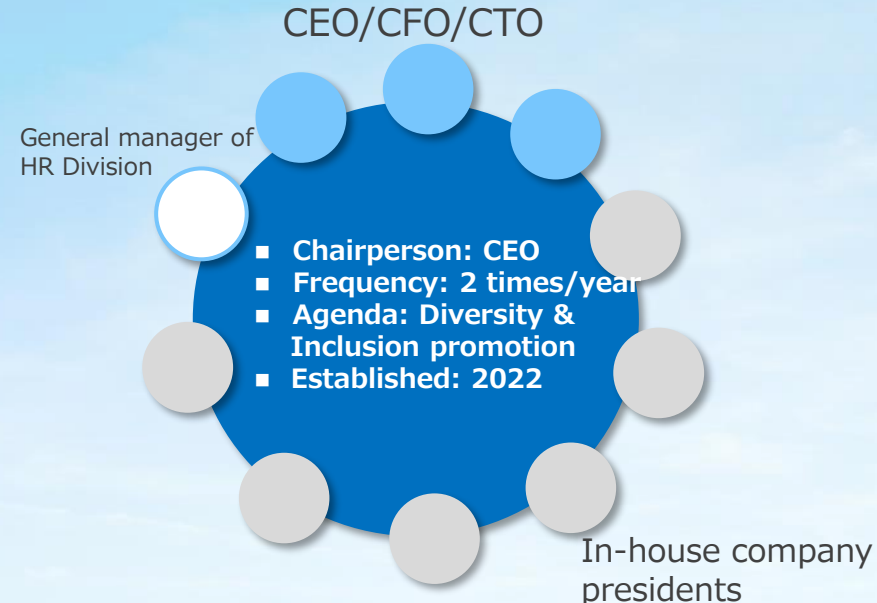 CEO/CFO/CTO
General manager of
HR Division
■ Chairperson: CEO
■ Frequency: 2 times/year
■ Agenda: Diversity &
Inclusion promotion
■ Established: 2022
In-house company
presidents